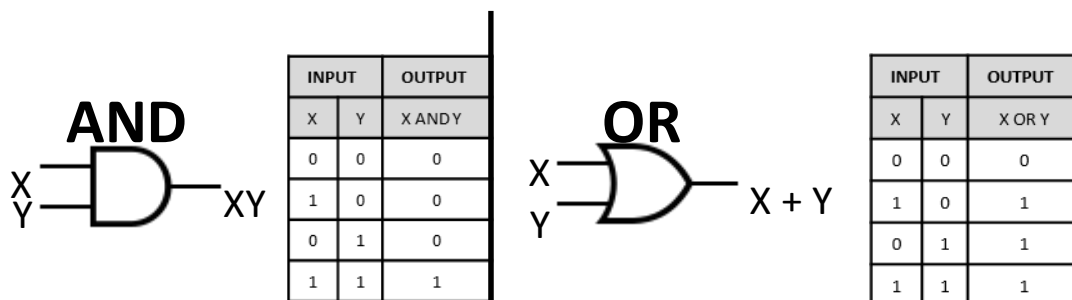 AND
X
Y
XY
INPUT OUTPUT
X Y X AND Y
0 0 0
1 0 0
0 1 0
1 1 1
OR
X
Y
X + Y
INPUT OUTPUT
X Y X OR Y
0 0 0
1 0 1
0 1 1
1 1 1